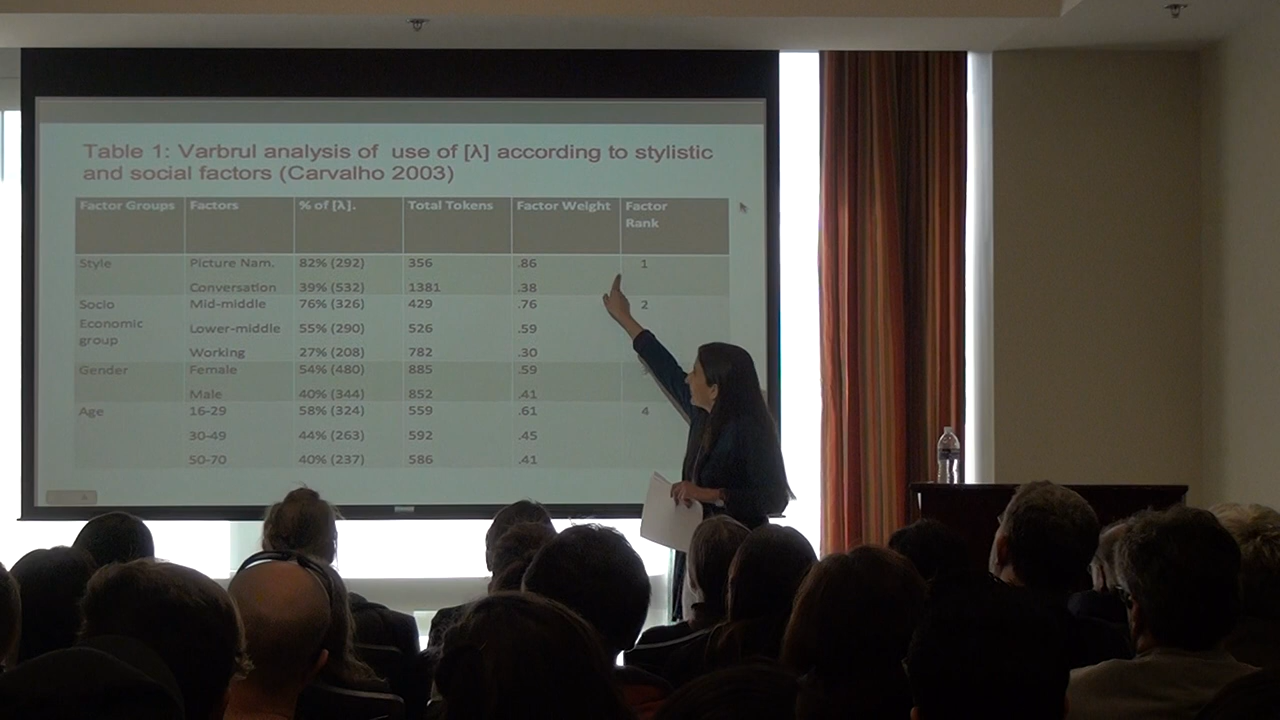 Table 1: Varbrul analysis of use of [λ] according to stylistic
and social factors (Carvalho 2003)
Factor Groups Factors % of [λ]. Total Tokens Factor Weight Factor
Rank
Style Picture Nam. 82% (292) 356 .86 1
Conversation 39% (532) 1381 .38
Socio Mid-middle 76% (326) 429 .76 2
Economic Lower-middle 55% (290) 526 .59
group
Working 27% (208) 782 .30
Gender Female 54% (480) 885 .59
Male 40% (344) 852 .41
Age 16-29 58% (324) 559 .61 4
30-49 44% (263) 592 .45
50-70 40% (237) 586 .41